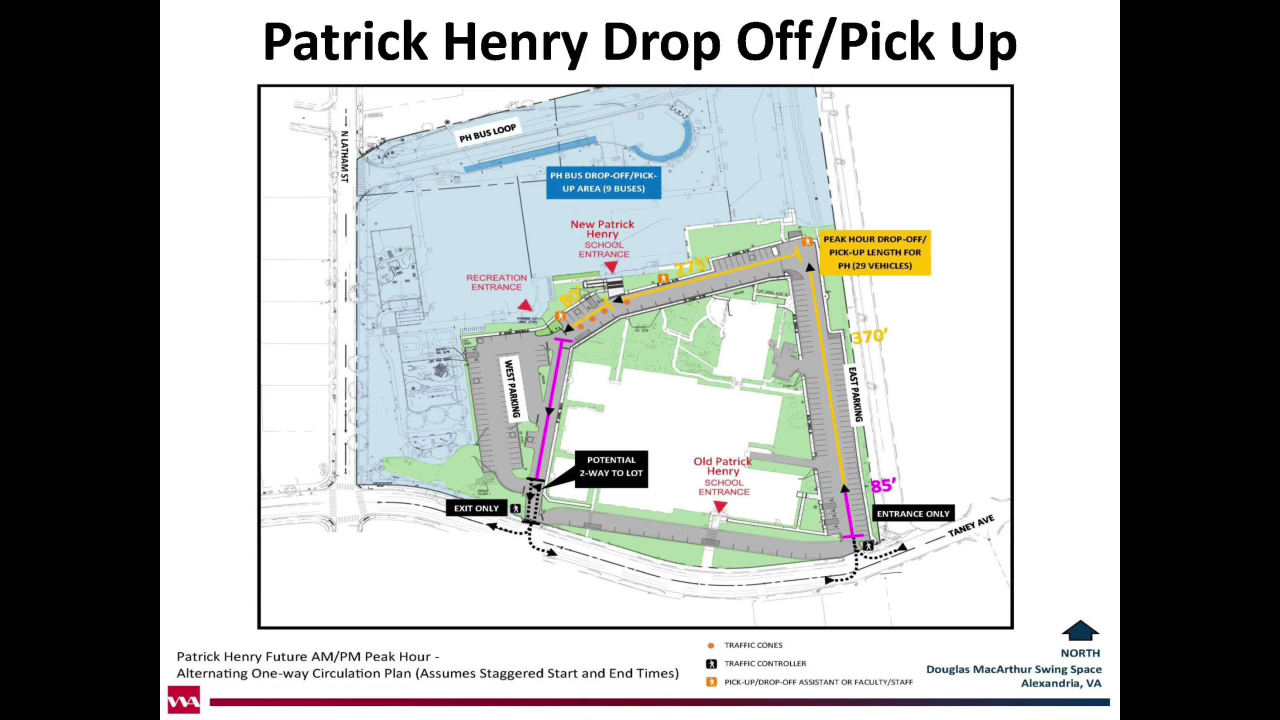 Patrick Henry Drop Off/Pick Up
N LATHAM ST
PH BUS LOOP
PH BUS DROP-OFF/PICK-
UP AREA (9 BUSES)
New Patrick
Henry
SCHOOL
ENTRANCE
PEAK HOUR DROP-OFF/
PICK-UP LENGTH FOR
PH (29 VEHICLES)
RECREATION
ENTRANCE
80'
275'
370'
WEST PARKING
EAST PARKING
POTENTIAL
2-WAY TO LOT
Old Patrick
Henry
SCHOOL
ENTRANCE
85'
EXIT ONLY
ENTRANCE ONLY
TANEY AVE
Patrick Henry Future AM/PM Peak Hour -
Alternating One-way Circulation Plan (Assumes Staggered Start and End Times)
TRAFFIC CONES
TRAFFIC CONTROLLER
PICK-UP/DROP-OFF ASSISTANT OR FACULTY/STAFF
NORTH
Douglas MacArthur Swing Space
Alexandria, VA